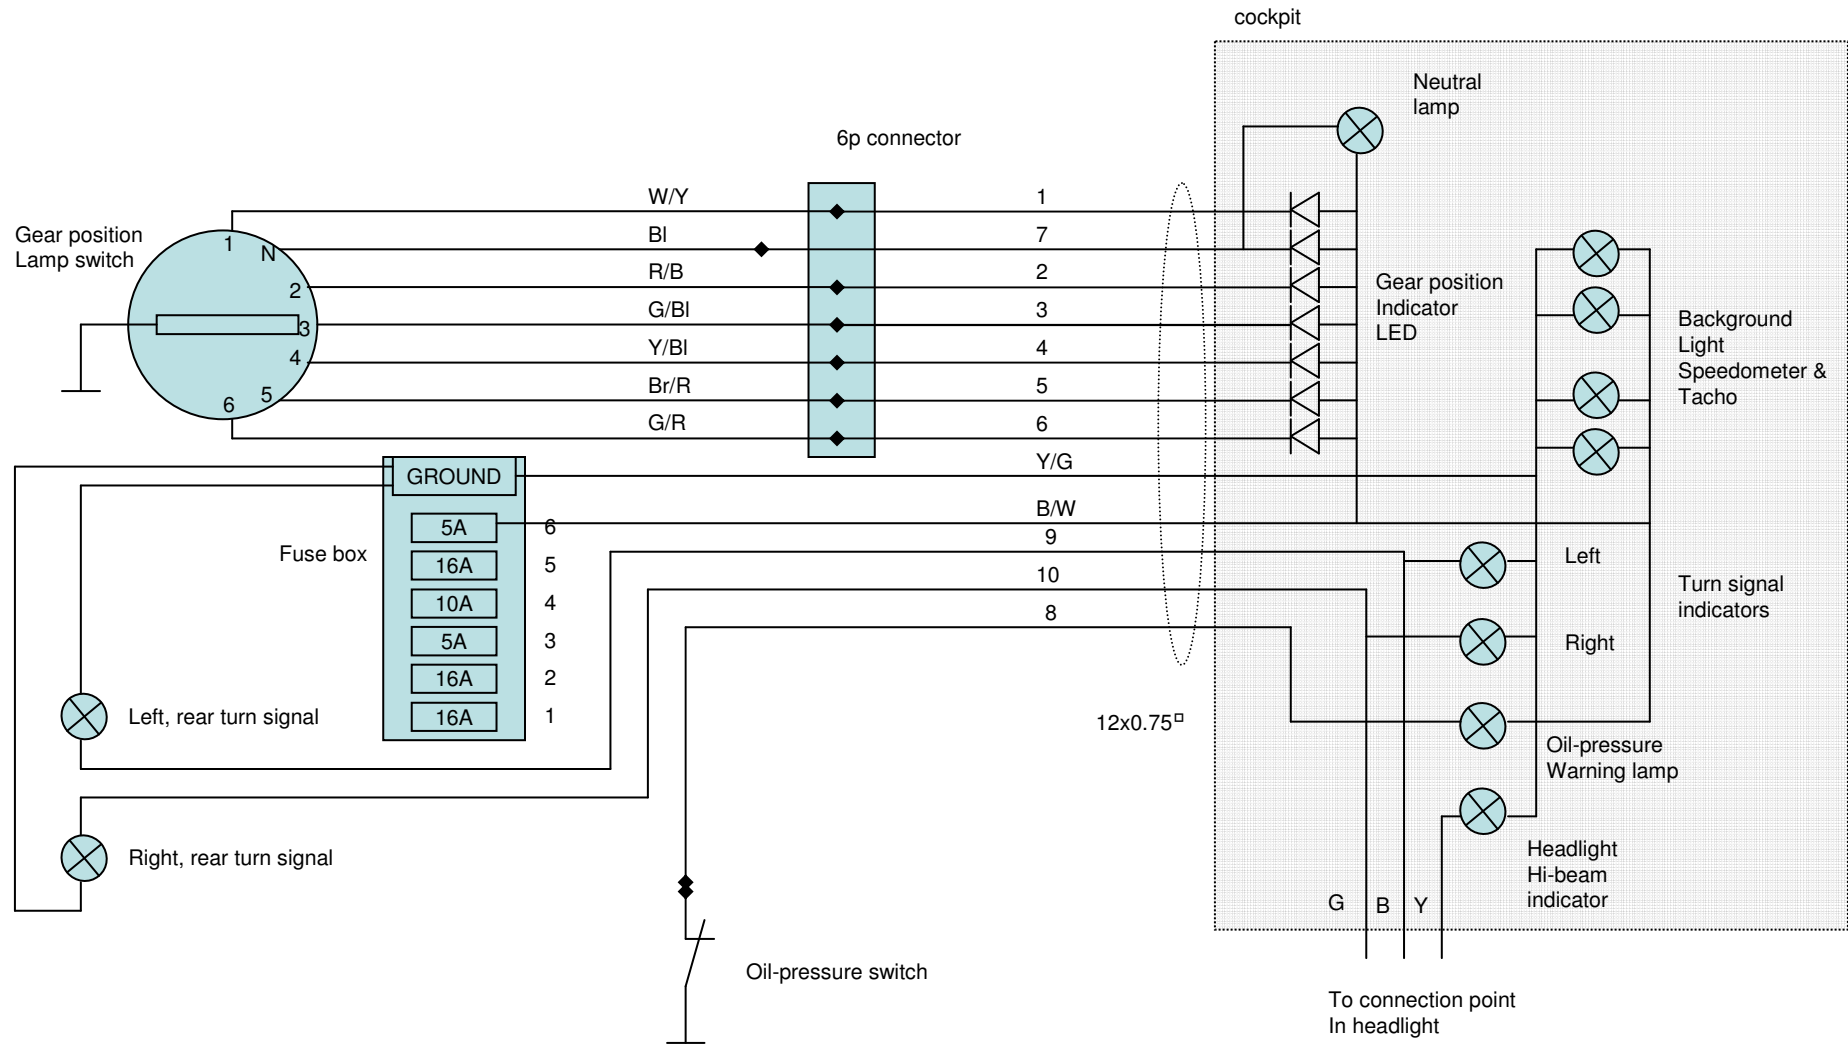 cockpit
Neutral
lamp
6p connector
W/Y
1
Gear position
Lamp switch
1
N
Bl
7
R/B
2
2
Gear position
Indicator
LED
G/Bl
3
3
Background
Light
Speedometer &
Tacho
Y/Bl
4
4
Br/R
5
5
G/R
6
6
GROUND
Y/G
B/W
5A
6
9
Fuse box
16A
5
Left
10
10A
4
Turn signal
indicators
8
5A
3
Right
16A
2
16A
1
Left, rear turn signal
12x0.75¤
Oil-pressure
Warning lamp
Right, rear turn signal
Headlight
Hi-beam
indicator
G
B
Y
Oil-pressure switch
To connection point
In headlight